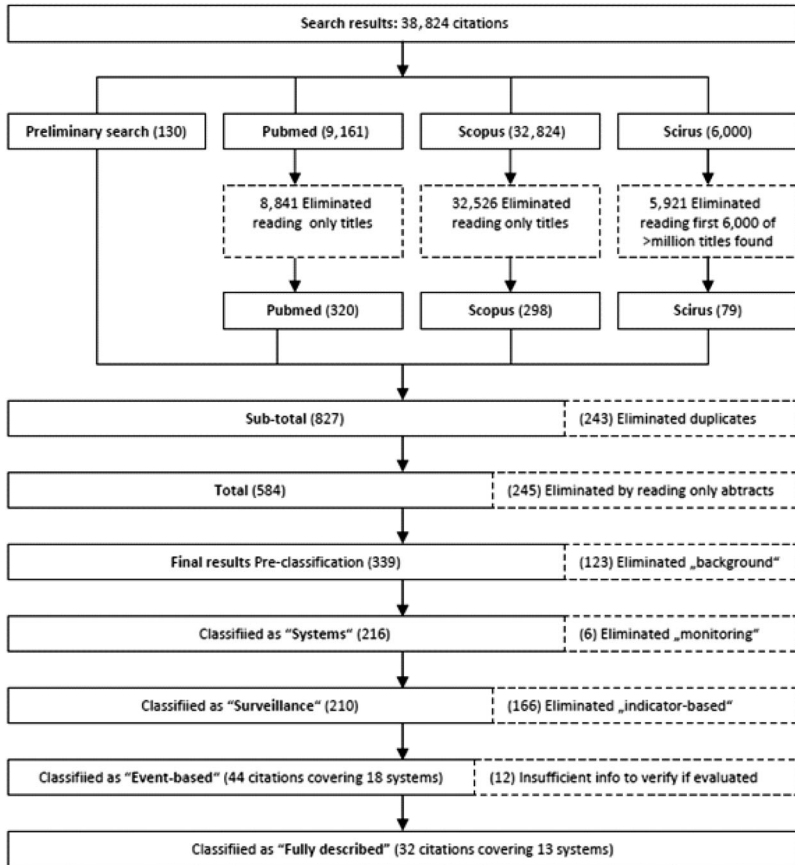 Search results: 38,824 citations
Preliminary search (130)
Pubmed (9,161)
Scopus (32,824)
Scirus (6,000)
8,841 Eliminated
reading only titles
32,526 Eliminated
reading only titles
5,921 Eliminated
reading first 6,000 of
>million titles found
Pubmed (320)
Scopus (298)
Scirus (79)
Sub-total (827)
(243) Eliminated duplicates
Total (584)
(245) Eliminated by reading only abtracts
Final results Pre-classification (339)
(123) Eliminated „background“
Classifiied as “Systems“ (216)
(6) Eliminated „monitoring“
Classifiied as “Surveillance“ (210)
(166) Eliminated „indicator-based“
Classifiied as “Event-based“ (44 citations covering 18 systems)
(12) Insufficient info to verify if evaluated
Classifiied as “Fully described” (32 citations covering 13 systems)